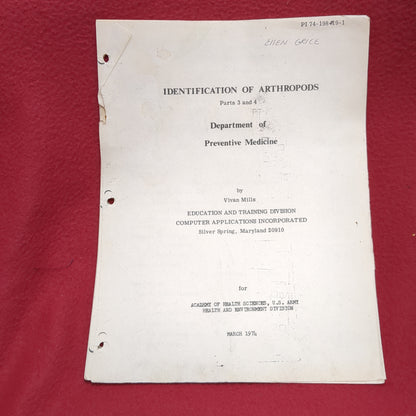 PI 74-198-419-1
IDENTIFICATION OF ARTHROPODS
Parts 3 and 4
Department of
Preventive Medicine
by
Vivan Mills
EDUCATION AND TRAINING DIVISION
COMPUTER APPLICATIONS INCORPORATED
Silver Spring, Maryland 20910
for
ACADEMY OF HEALTH SCIENCES, U.S. ARMY
HEALTH AND ENVIRONMENT DIVISION
MARCH 1974